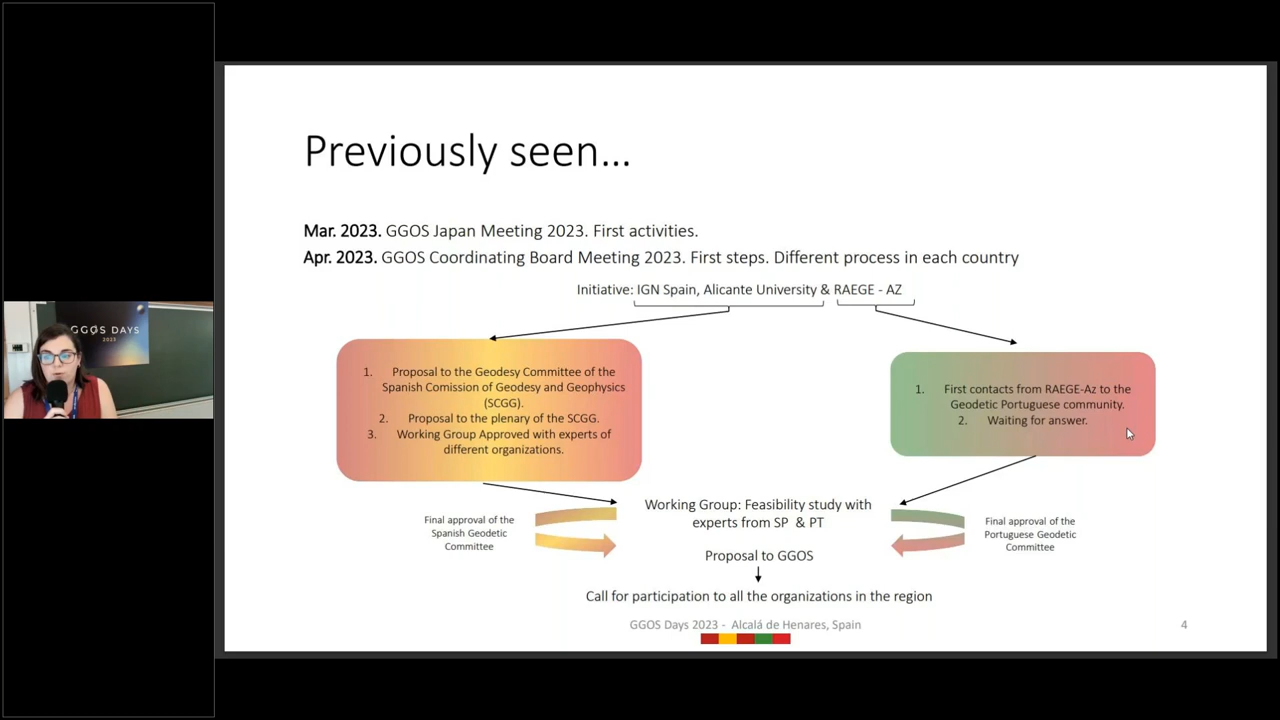 Previously seen...
Mar. 2023. GGOS Japan Meeting 2023. First activities.
Apr. 2023. GGOS Coordinating Board Meeting 2023. First steps. Different process in each country
Initiative: IGN Spain, Alicante University & RAEGE - AZ
1. Proposal to the Geodesy Committee of the
Spanish Comission of Geodesy and Geophysics
(SCGG).
2. Proposal to the plenary of the SCGG.
3. Working Group Approved with experts of
different organizations.
1. First contacts from RAEGE-Az to the
Geodetic Portuguese community.
2. Waiting for answer.
Working Group: Feasibility study with
experts from SP & PT
Final approval of the
Spanish Geodetic
Committee
Final approval of the
Portuguese Geodetic
Committee
Proposal to GGOS
Call for participation to all the organizations in the region
GGOS Days 2023 - Alcalá de Henares, Spain
4
GGOS DAYS
2023